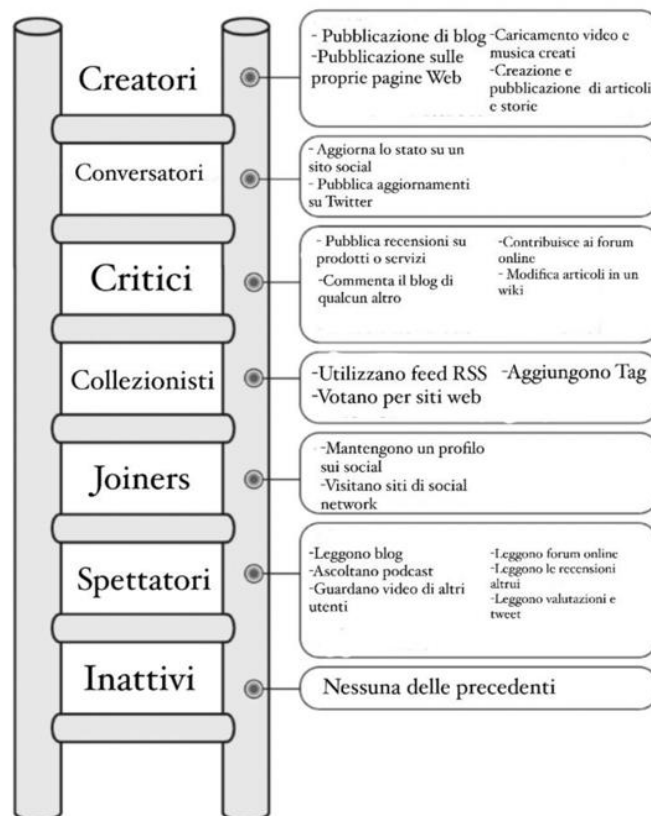 Creatori
- Pubblicazione di blog
-Pubblicazione sulle
proprie pagine Web
-Caricamento video e
musica creati
-Creazione e
pubblicazione di articoli
e storie
Conversatori
- Aggiorna lo stato su un
sito social
- Pubblica aggiornamenti
su Twitter
Critici
- Pubblica recensioni su
prodotti o servizi
-Commenta il blog di
qualcun altro
-Contribuisce ai forum
online
- Modifica articoli in un
wiki
Collezionisti
-Utilizzano feed RSS
-Votano per siti web
-Aggiungono Tag
Joiners
-Mantengono un profilo
sui social
-Visitano siti di social
network
Spettatori
-Leggono blog
-Ascoltano podcast
-Guardano video di altri
utenti
-Leggono forum online
-Leggono le recensioni
altrui
-Leggono valutazioni e
tweet
Inattivi
Nessuna delle precedenti